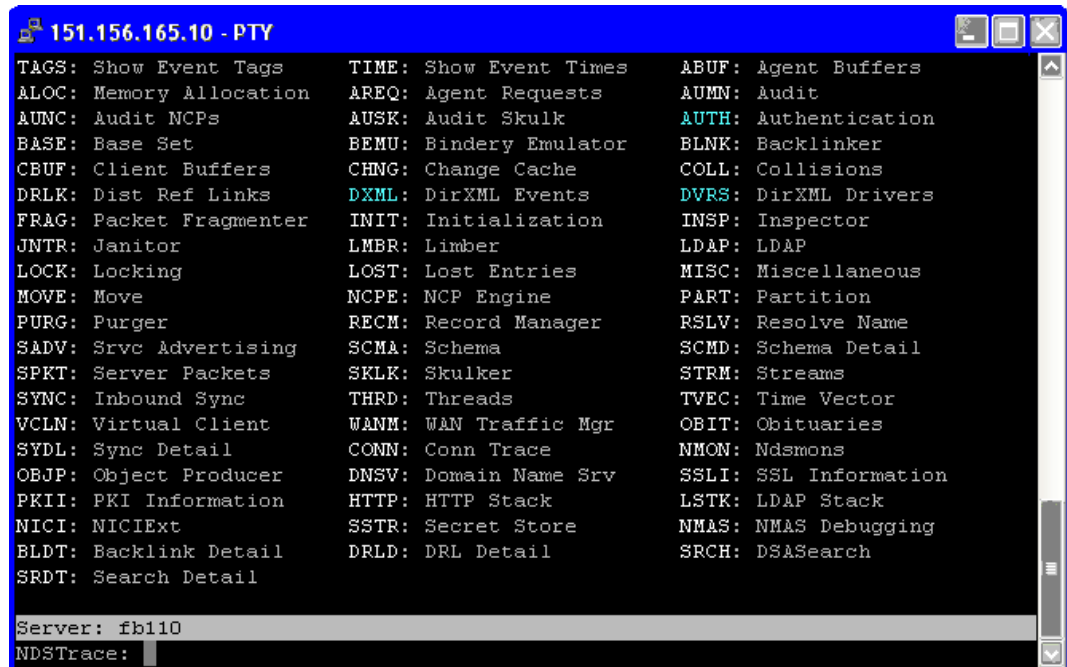 151.156.165.10 - PTY
TAGS: Show Event Tags TIME: Show Event Times ABUF: Agent Buffers
ALOC: Memory Allocation AREQ: Agent Requests AUMN: Audit
AUNC: Audit NCPs AUSK: Audit Skulk AUTH: Authentication
BASE: Base Set BEMU: Bindery Emulator BLNK: Backlinker
CBUF: Client Buffers CHNG: Change Cache COLL: Collisions
DRLK: Dist Ref Links DXML: DirXML Events DVRS: DirXML Drivers
FRAG: Packet Fragmenter INIT: Initialization INSP: Inspector
JNTR: Janitor LMBR: Limber LDAP: LDAP
LOCK: Locking LOST: Lost Entries MISC: Miscellaneous
MOVE: Move NCPE: NCP Engine PART: Partition
PURG: Purger RECM: Record Manager RSLV: Resolve Name
SADV: Srvc Advertising SCMA: Schema SCMD: Schema Detail
SPKT: Server Packets SKLK: Skulker STRM: Streams
SYNC: Inbound Sync THRD: Threads TVEC: Time Vector
VCLN: Virtual Client WANM: WAN Traffic Mgr OBIT: Obituaries
SYDL: Sync Detail CONN: Conn Trace NMON: Ndsmons
OBJP: Object Producer DNSV: Domain Name Srv SSLI: SSL Information
PKII: PKI Information HTTP: HTTP Stack LSTK: LDAP Stack
NICI: NICIExt SSTR: Secret Store NMAS: NMAS Debugging
BLDT: Backlink Detail DRLD: DRL Detail SRCH: DSASearch
SRDT: Search Detail
Server: fb110
NDSTrace: